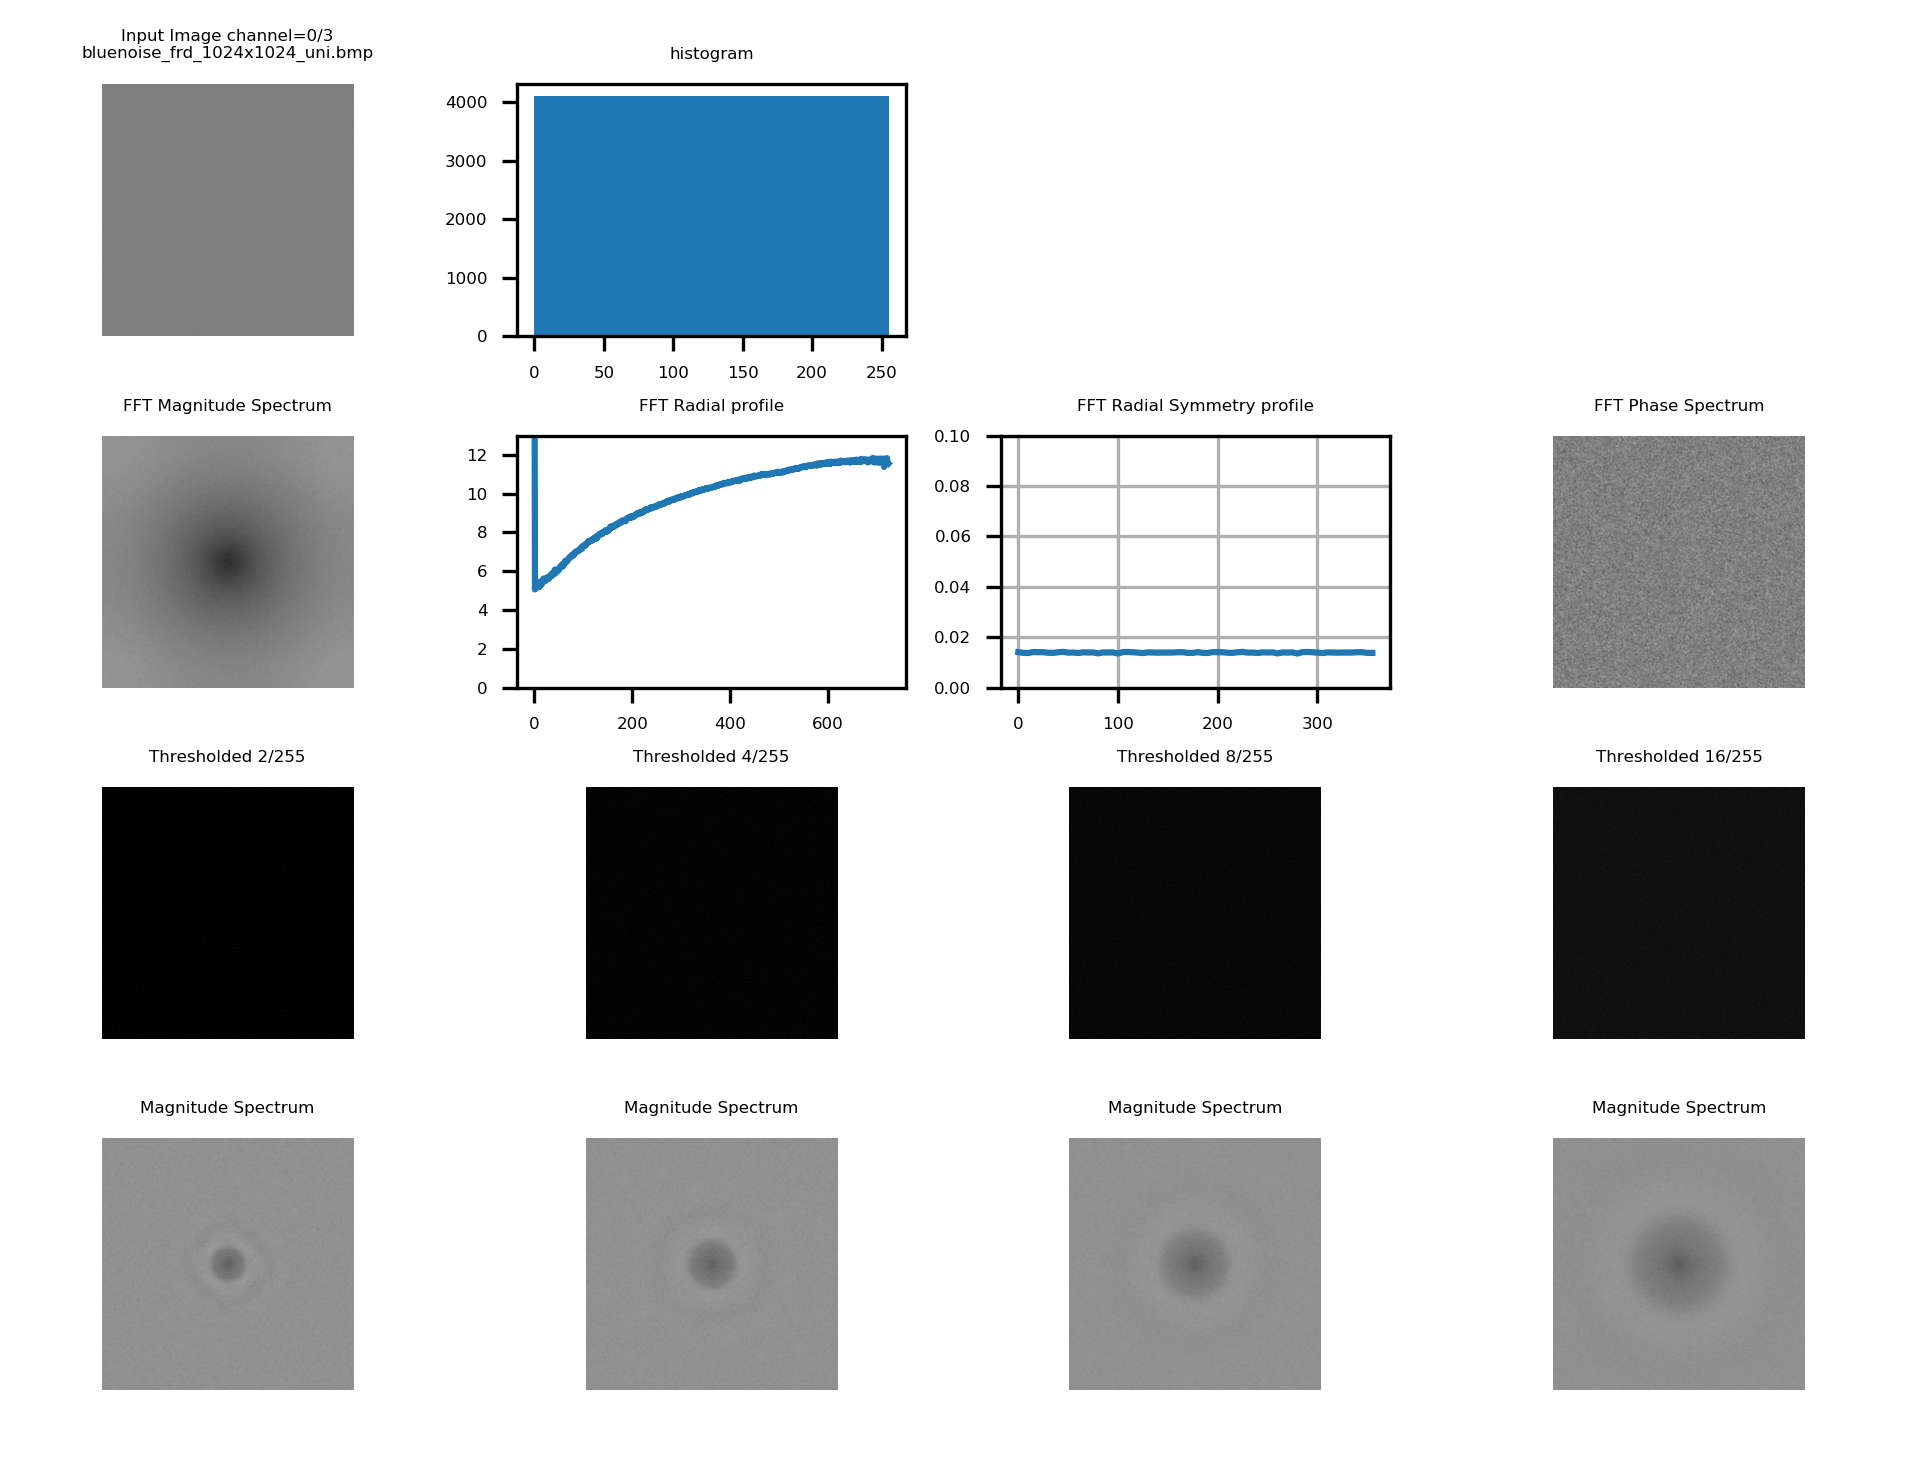 Input Image channel=0/3
bluenoise_frd_1024x1024_uni.bmp
histogram
4000
3000
2000
1000
0
0 50 100 150 200 250
FFT Magnitude Spectrum
FFT Radial profile
12
10
8
6
4
2
0
0 200 400 600
FFT Radial Symmetry profile
0.10
0.08
0.06
0.04
0.02
0.00
0 100 200 300
FFT Phase Spectrum
Thresholded 2/255
Thresholded 4/255
Thresholded 8/255
Thresholded 16/255
Magnitude Spectrum
Magnitude Spectrum
Magnitude Spectrum
Magnitude Spectrum